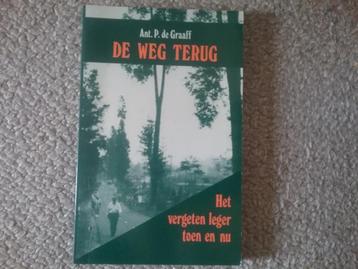 Ant. P. de Graaff
DE WEG TERUG
Het
vergeten leger
toen en nu